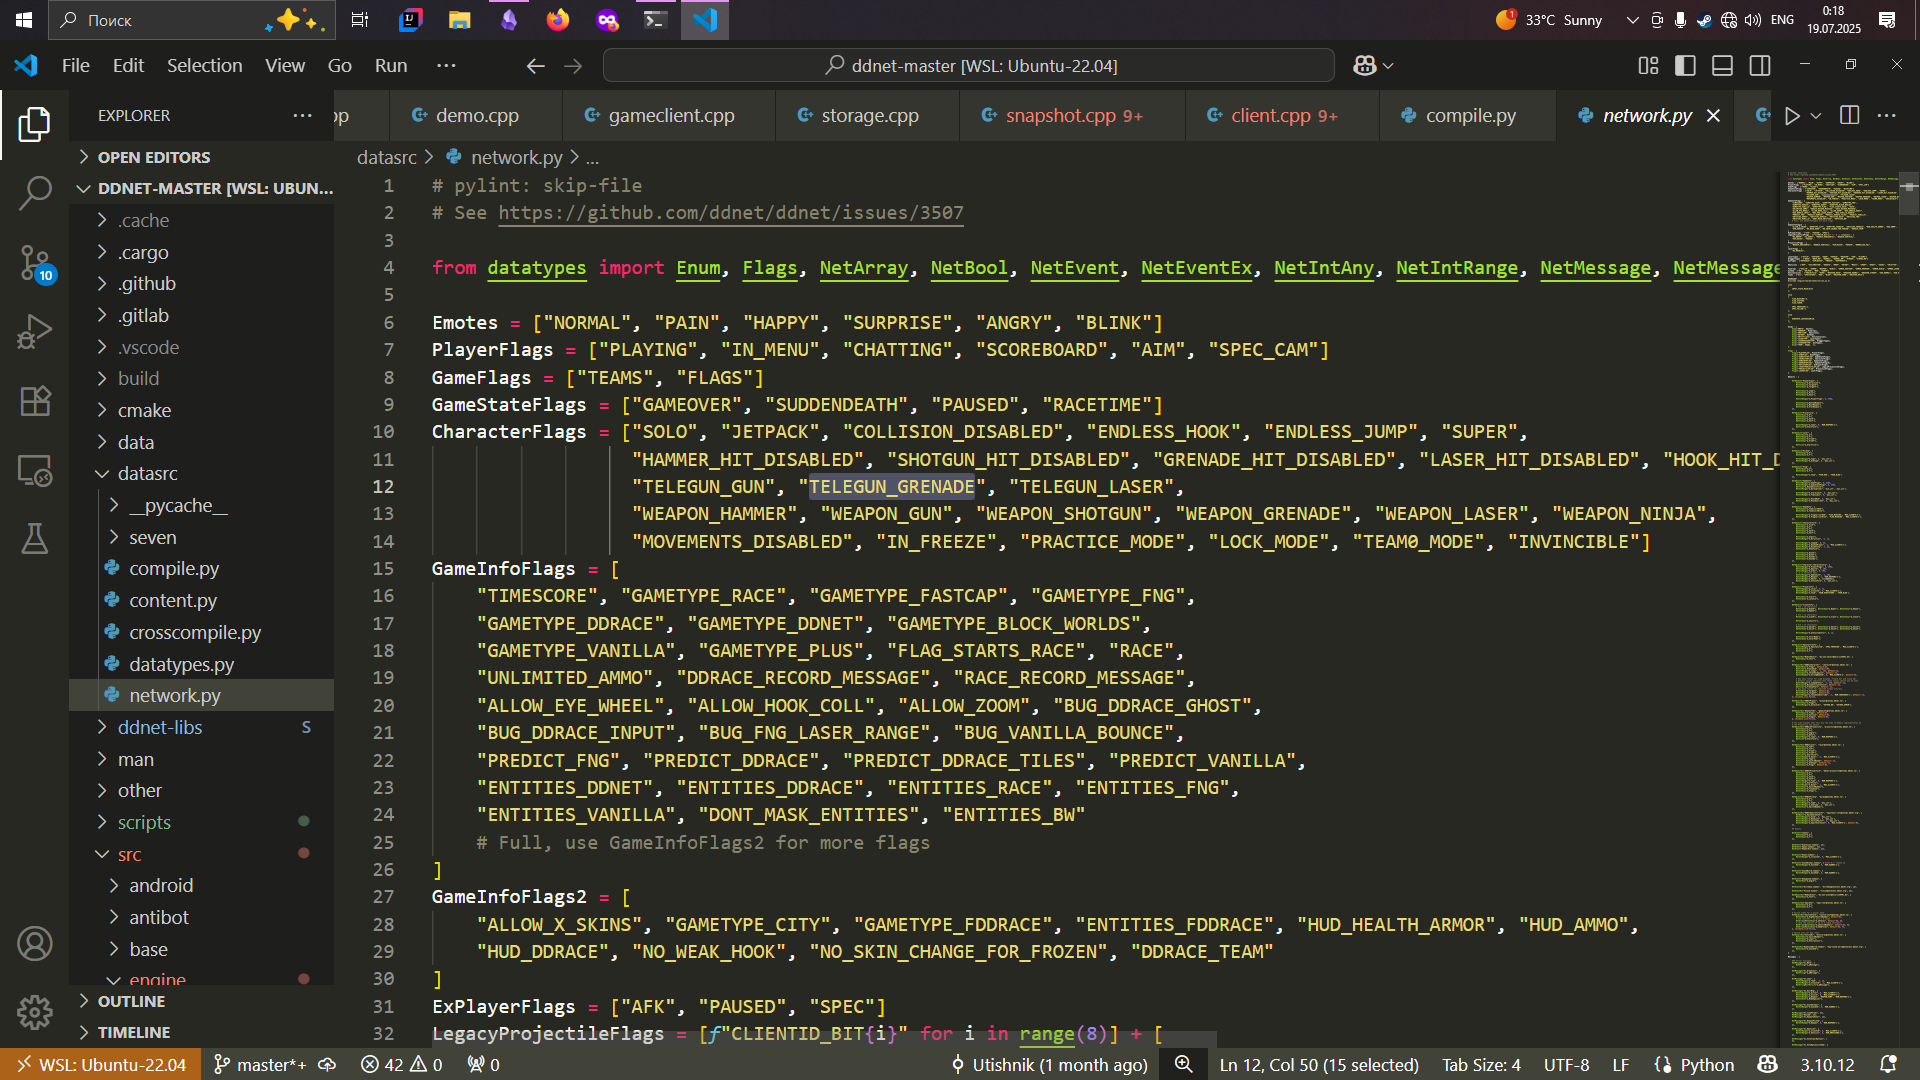 Поиск
1
33°C Sunny
ENG
0:18
19.07.2025
File Edit Selection View Go Run ···
ddnet-master [WSL: Ubuntu-22.04]
EXPLORER ···
pp
demo.cpp
gameclient.cpp
storage.cpp
snapshot.cpp 9+
client.cpp 9+
compile.py
network.py
OPEN EDITORS
DDNET-MASTER [WSL: UBUN...
.cache
.cargo
.github
.gitlab
.vscode
build
cmake
data
datasrc
__pycache__
seven
compile.py
content.py
crosscompile.py
datatypes.py
network.py
ddnet-libs S
man
other
scripts
src
android
antibot
base
engine
OUTLINE
TIMELINE
10
datasrc > network.py > ...
1 # pylint: skip-file
2 # See https://github.com/ddnet/ddnet/issues/3507
3
4 from datatypes import Enum, Flags, NetArray, NetBool, NetEvent, NetEventEx, NetIntAny, NetIntRange, NetMessage, NetMessage
5
6 Emotes = ["NORMAL", "PAIN", "HAPPY", "SURPRISE", "ANGRY", "BLINK"]
7 PlayerFlags = ["PLAYING", "IN_MENU", "CHATTING", "SCOREBOARD", "AIM", "SPEC_CAM"]
8 GameFlags = ["TEAMS", "FLAGS"]
9 GameStateFlags = ["GAMEOVER", "SUDDENDEATH", "PAUSED", "RACETIME"]
10 CharacterFlags = ["SOLO", "JETPACK", "COLLISION_DISABLED", "ENDLESS_HOOK", "ENDLESS_JUMP", "SUPER",
11 "HAMMER_HIT_DISABLED", "SHOTGUN_HIT_DISABLED", "GRENADE_HIT_DISABLED", "LASER_HIT_DISABLED", "HOOK_HIT_D
12 "TELEGUN_GUN", "TELEGUN_GRENADE", "TELEGUN_LASER",
13 "WEAPON_HAMMER", "WEAPON_GUN", "WEAPON_SHOTGUN", "WEAPON_GRENADE", "WEAPON_LASER", "WEAPON_NINJA",
14 "MOVEMENTS_DISABLED", "IN_FREEZE", "PRACTICE_MODE", "LOCK_MODE", "TEAM0_MODE", "INVINCIBLE"]
15 GameInfoFlags = [
16 "TIMESCORE", "GAMETYPE_RACE", "GAMETYPE_FASTCAP", "GAMETYPE_FNG",
17 "GAMETYPE_DDRACE", "GAMETYPE_DDNET", "GAMETYPE_BLOCK_WORLDS",
18 "GAMETYPE_VANILLA", "GAMETYPE_PLUS", "FLAG_STARTS_RACE", "RACE",
19 "UNLIMITED_AMMO", "DDRACE_RECORD_MESSAGE", "RACE_RECORD_MESSAGE",
20 "ALLOW_EYE_WHEEL", "ALLOW_HOOK_COLL", "ALLOW_ZOOM", "BUG_DDRACE_GHOST",
21 "BUG_DDRACE_INPUT", "BUG_FNG_LASER_RANGE", "BUG_VANILLA_BOUNCE",
22 "PREDICT_FNG", "PREDICT_DDRACE", "PREDICT_DDRACE_TILES", "PREDICT_VANILLA",
23 "ENTITIES_DDNET", "ENTITIES_DDRACE", "ENTITIES_RACE", "ENTITIES_FNG",
24 "ENTITIES_VANILLA", "DONT_MASK_ENTITIES", "ENTITIES_BW"
25 # Full, use GameInfoFlags2 for more flags
26 ]
27 GameInfoFlags2 = [
28 "ALLOW_X_SKINS", "GAMETYPE_CITY", "GAMETYPE_FDDRACE", "ENTITIES_FDDRACE", "HUD_HEALTH_ARMOR", "HUD_AMMO",
29 "HUD_DDRACE", "NO_WEAK_HOOK", "NO_SKIN_CHANGE_FOR_FROZEN", "DDRACE_TEAM"
30 ]
31 ExPlayerFlags = ["AFK", "PAUSED", "SPEC"]
32 LegacyProjectileFlags = [f"CLIENTID_BIT{i}" for i in range(8)] + [
WSL: Ubuntu-22.04
master*+
42 0
0
Utishnik (1 month ago)
Ln 12, Col 50 (15 selected)
Tab Size: 4
UTF-8
LF
Python
3.10.12